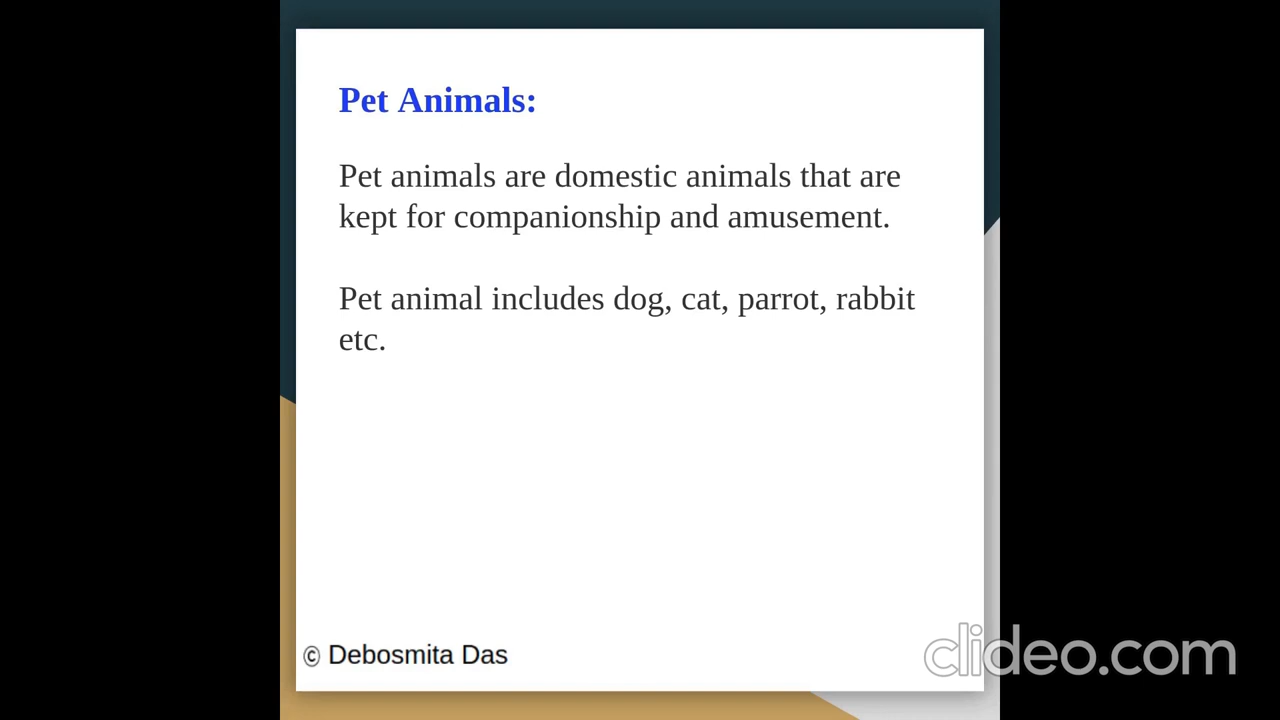 Pet Animals:
Pet animals are domestic animals that are
kept for companionship and amusement.
Pet animal includes dog, cat, parrot, rabbit
etc.
© Debosmita Das
clideo.com